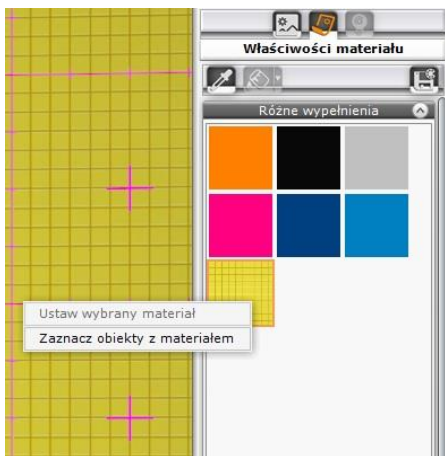 Właściwości materiału
Różne wypełnienia
Ustaw wybrany materiał
Zaznacz obiekty z materiałem